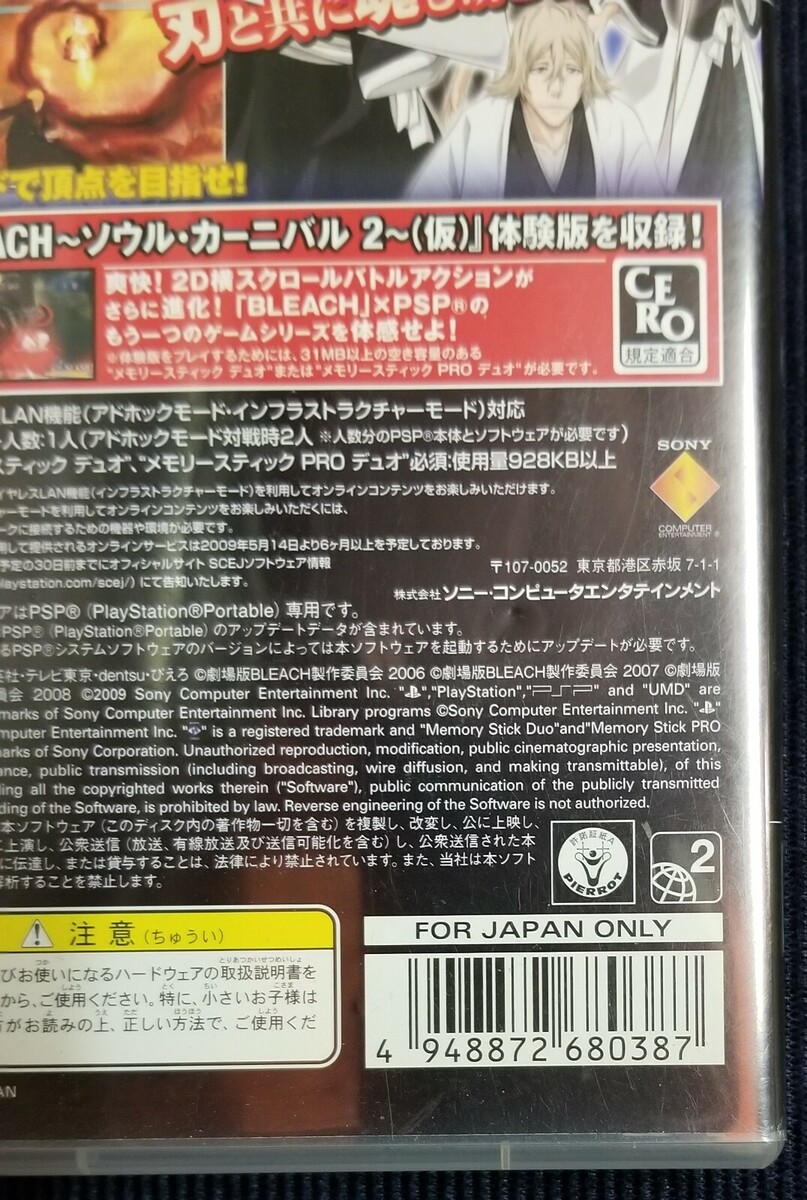 刃と共に魂も
ドで頂点を目指せ!
ACH～ソウル・カーニバル 2～(仮)』体験版を収録!
爽快! 2D横スクロールバトルアクションが
さらに進化!「BLEACH」×PSP®の
もう一つのゲームシリーズを体感せよ!
※体験版をプレイするためには、31MB以上の空き容量のある
"メモリースティック デュオ"または"メモリースティック PRO デュオ"が必要です。
CERO
規定適合
LAN機能(アドホックモード・インフラストラクチャーモード)対応
人数:1人(アドホックモード対戦時2人 ※人数分のPSP®本体とソフトウェアが必要です)
スティック デュオ"、"メモリースティック PRO デュオ"必須:使用量928KB以上
イヤレスLAN機能(インフラストラクチャーモード)を利用してオンラインコンテンツをお楽しみいただけます。
ーモード)を利用してオンラインコンテンツをお楽しみいただくには、
ークに接続するための機器や環境が必要です。
用して提供されるオンラインサービスは2009年5月14日より6ヶ月以上を予定しております。
予定の30日前までにオフィシャルサイト SCEJソフトウェア情報
playstation.com/scej/)にて告知いたします。
SONY
COMPUTER
ENTERTAINMENT®
〒107-0052 東京都港区赤坂 7-1-1
株式会社 ソニー・コンピュータエンタテインメント
アはPSP®(PlayStation®Portable)専用です。
PSP®(PlayStation®Portable)のアップデートデータが含まれています。
るPSP®システムソフトウェアのバージョンによっては本ソフトウェアを起動するためにアップデートが必要です。
英社・テレビ東京・dentsu・ぴえろ ©劇場版BLEACH製作委員会 2006 ©劇場版BLEACH製作委員会 2007 ©劇場版
員会 2008 ©2009 Sony Computer Entertainment Inc. " ","PlayStation","PSP" and "UMD" are
marks of Sony Computer Entertainment Inc. Library programs ©Sony Computer Entertainment Inc. " "
mputer Entertainment Inc. " " is a registered trademark and "Memory Stick Duo"and"Memory Stick PRO
marks of Sony Corporation. Unauthorized reproduction, modification, public cinematographic presentation,
ance, public transmission (including broadcasting, wire diffusion, and making transmittable), of this
ding all the copyrighted works therein ("Software"), public communication of the publicly transmitted
ding of the Software, is prohibited by law. Reverse engineering of the Software is not authorized.
本ソフトウェア(このディスク内の著作物一切を含む)を複製し、改変し、公に上映し、
に上演し、公衆送信(放送、有線放送及び送信可能化を含む)し、公衆送信された本
に伝達し、または貸与することは、法律により禁止されています。また、当社は本ソフト
解析することを禁止します。
許諾証紙A
PIERROT
2
注意(ちゅうい)
びお使いになるハードウェアの取扱説明書を
から、ご使用ください。特に、小さいお子様は
がお読みの上、正しい方法で、ご使用くだ
FOR JAPAN ONLY
4 948872 680387
AN